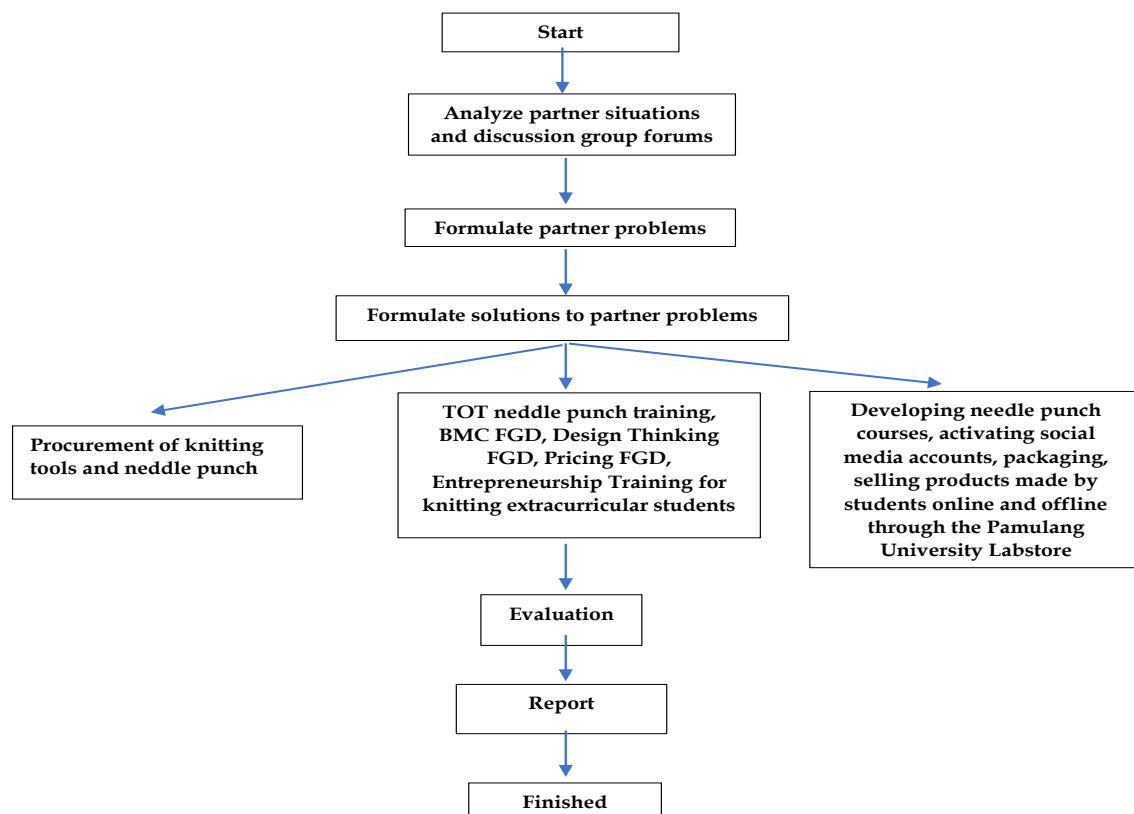 Start
Analyze partner situations
and discussion group forums
Formulate partner problems
Formulate solutions to partner problems
Procurement of knitting
tools and neddle punch
TOT neddle punch training,
BMC FGD, Design Thinking
FGD, Pricing FGD,
Entrepreneurship Training for
knitting extracurricular students
Developing needle punch
courses, activating social
media accounts, packaging,
selling products made by
students online and offline
through the Pamulang
University Labstore
Evaluation
Report
Finished